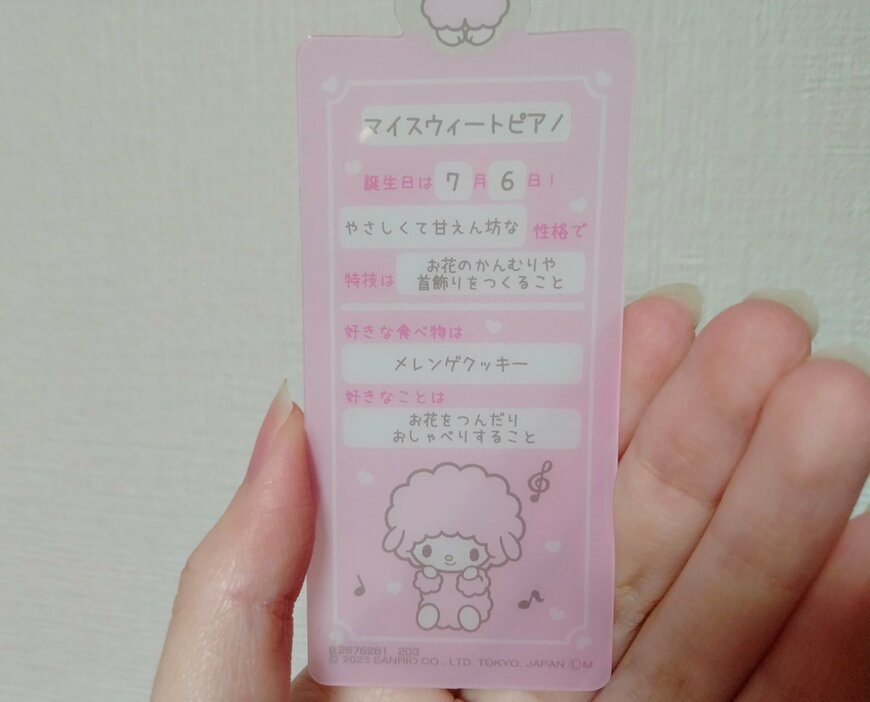 マイスウィートピアノ
誕生日は 7 月 6 日!
やさしくて甘えん坊な 性格で
特技は お花のかんむりや
首飾りをつくること
好きな食べ物は
メレンゲクッキー
好きなことは
お花をつんだり
おしゃべりすること
B.2676281 203
© 2023 SANRIO CO., LTD. TOKYO, JAPAN Ⓛ M